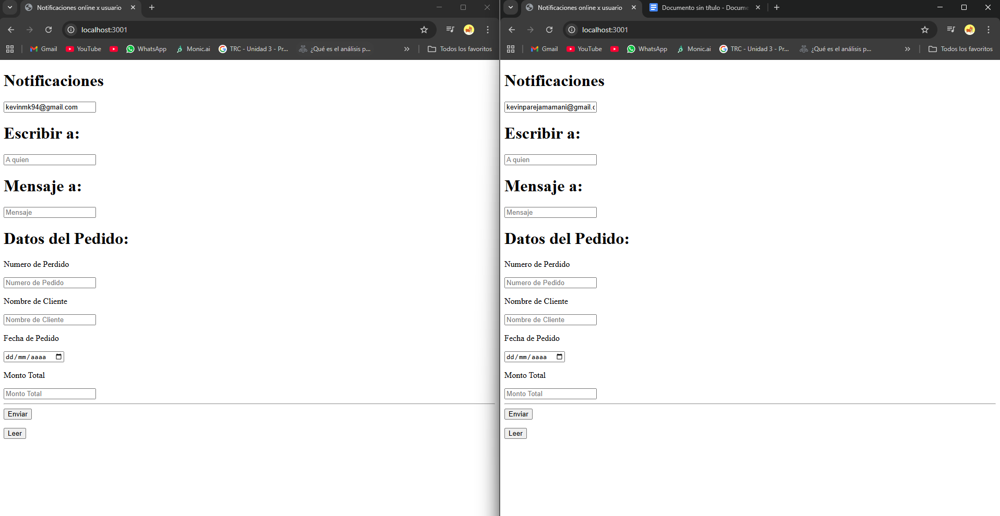 Notificaciones online x usuario
localhost:3001
Gmail YouTube WhatsApp Monic.ai TRC - Unidad 3 - Pr... ¿Qué es el análisis p... » Todos los favoritos
Notificaciones
kevinmk94@gmail.com
Escribir a:
A quien
Mensaje a:
Mensaje
Datos del Pedido:
Numero de Perdido
Numero de Pedido
Nombre de Cliente
Nombre de Cliente
Fecha de Pedido
dd/mm/aaaa
Monto Total
Monto Total
Enviar
Leer
Notificaciones online x usuario Documento sin título - Docume
localhost:3001
Gmail YouTube WhatsApp Monic.ai TRC - Unidad 3 - Pr... ¿Qué es el análisis p... » Todos los favoritos
Notificaciones
kevinparejamamani@gmail.c
Escribir a:
A quien
Mensaje a:
Mensaje
Datos del Pedido:
Numero de Perdido
Numero de Pedido
Nombre de Cliente
Nombre de Cliente
Fecha de Pedido
dd/mm/aaaa
Monto Total
Monto Total
Enviar
Leer